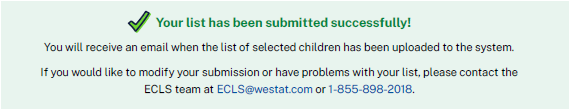 Your list has been submitted successfully!
You will receive an email when the list of selected children has been uploaded to the system.
If you would like to modify your submission or have problems with your list, please contact the
ECLS team at ECLS@westat.com or 1-855-898-2018.